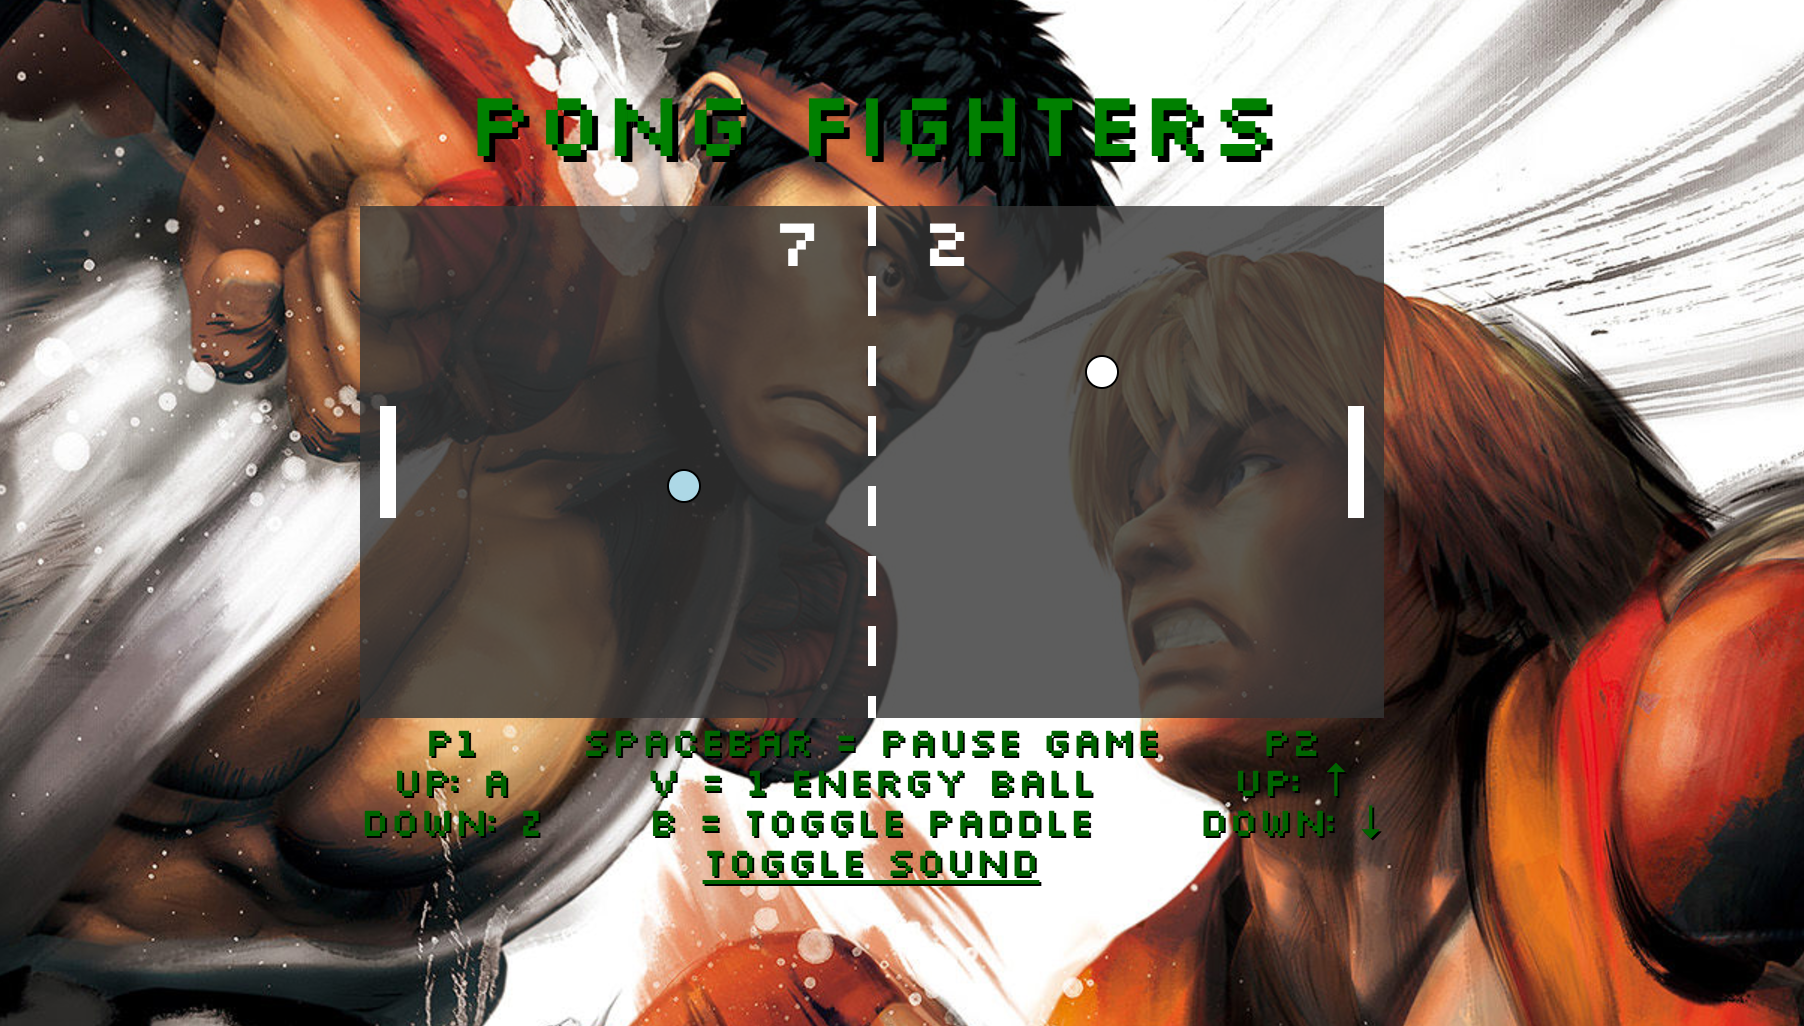 PONG FIGHTERS
7 2
P1 SPACEBAR = PAUSE GAME P2
UP: A V = 1 ENERGY BALL UP: ↑
DOWN: Z B = TOGGLE PADDLE DOWN: ↓
TOGGLE SOUND